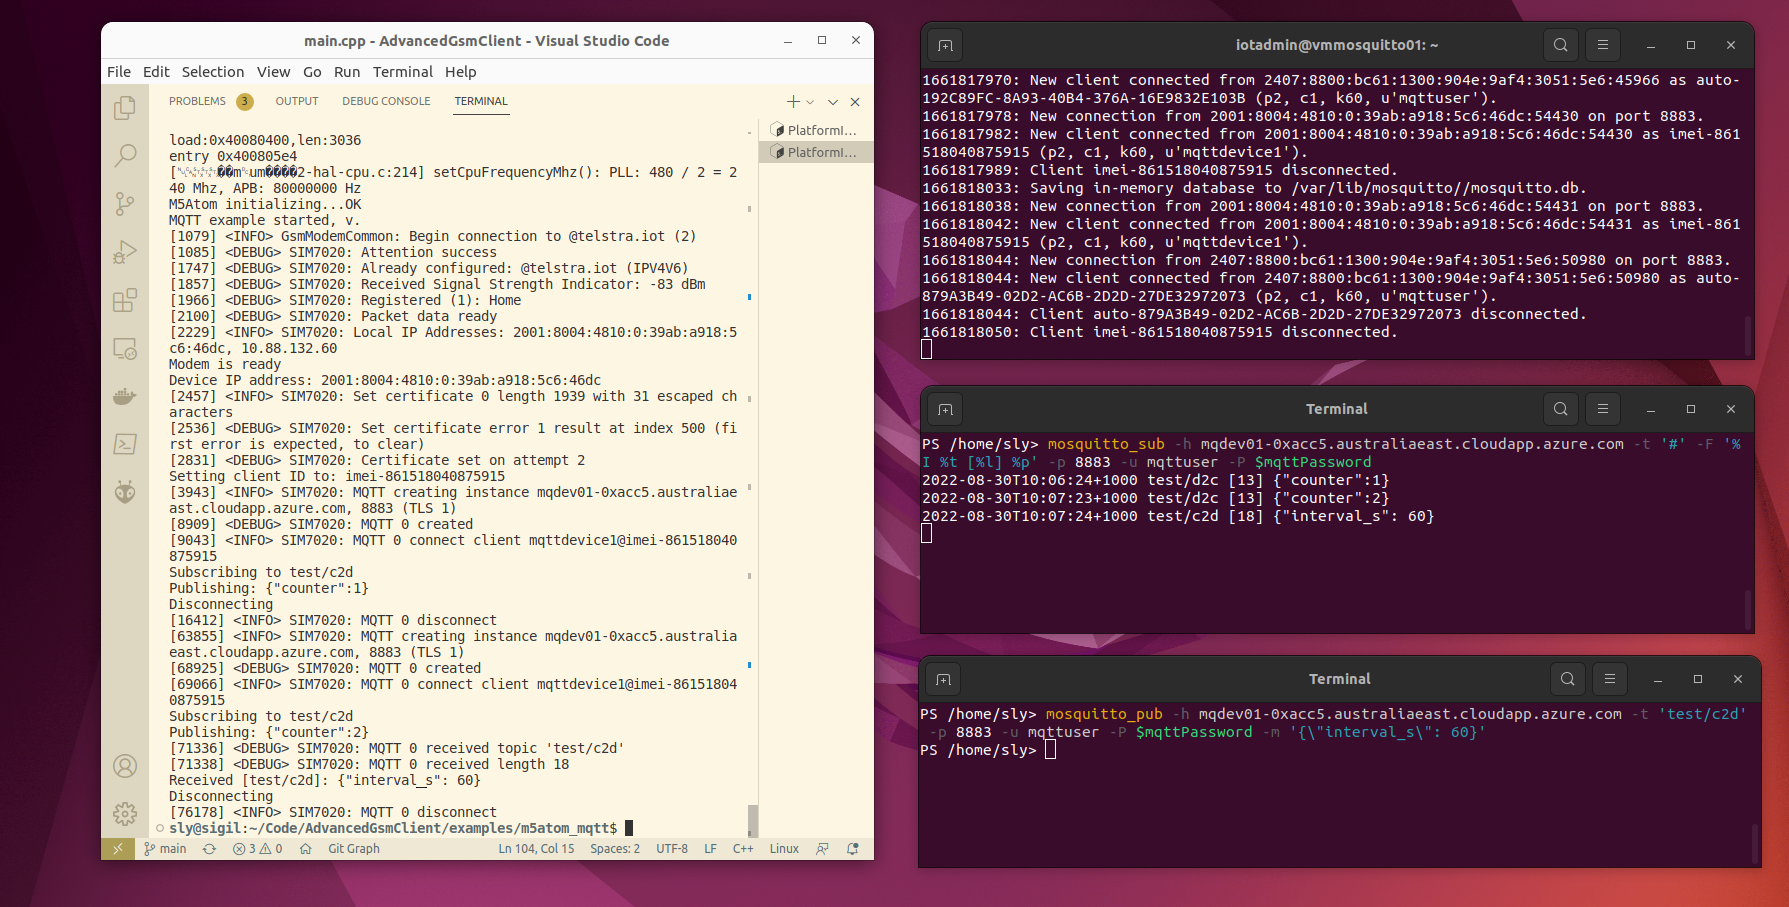 main.cpp - AdvancedGsmClient - Visual Studio Code
File Edit Selection View Go Run Terminal Help
PROBLEMS 3 OUTPUT DEBUG CONSOLE TERMINAL
PlatformI...
PlatformI...
load:0x40080400,len:3036
entry 0x400805e4
um����2-hal-cpu.c:214] setCpuFrequencyMhz(): PLL: 480 / 2 = 2
40 Mhz, APB: 80000000 Hz
M5Atom initializing...OK
MQTT example started, v.
[1079] <INFO> GsmModemCommon: Begin connection to @telstra.iot (2)
[1085] <DEBUG> SIM7020: Attention success
[1747] <DEBUG> SIM7020: Already configured: @telstra.iot (IPV4V6)
[1857] <DEBUG> SIM7020: Received Signal Strength Indicator: -83 dBm
[1966] <DEBUG> SIM7020: Registered (1): Home
[2100] <DEBUG> SIM7020: Packet data ready
[2229] <INFO> SIM7020: Local IP Addresses: 2001:8004:4810:0:39ab:a918:5
c6:46dc, 10.88.132.60
Modem is ready
Device IP address: 2001:8004:4810:0:39ab:a918:5c6:46dc
[2457] <INFO> SIM7020: Set certificate 0 length 1939 with 31 escaped ch
aracters
[2536] <DEBUG> SIM7020: Set certificate error 1 result at index 500 (fi
rst error is expected, to clear)
[2831] <DEBUG> SIM7020: Certificate set on attempt 2
Setting client ID to: imei-861518040875915
[3943] <INFO> SIM7020: MQTT creating instance mqdev01-0xacc5.australiae
ast.cloudapp.azure.com, 8883 (TLS 1)
[8909] <DEBUG> SIM7020: MQTT 0 created
[9043] <INFO> SIM7020: MQTT 0 connect client mqttdevice1@imei-861518040
875915
Subscribing to test/c2d
Publishing: {"counter":1}
Disconnecting
[16412] <INFO> SIM7020: MQTT 0 disconnect
[63855] <INFO> SIM7020: MQTT creating instance mqdev01-0xacc5.australia
east.cloudapp.azure.com, 8883 (TLS 1)
[68925] <DEBUG> SIM7020: MQTT 0 created
[69066] <INFO> SIM7020: MQTT 0 connect client mqttdevice1@imei-86151804
0875915
Subscribing to test/c2d
Publishing: {"counter":2}
[71336] <DEBUG> SIM7020: MQTT 0 received topic 'test/c2d'
[71338] <DEBUG> SIM7020: MQTT 0 received length 18
Received [test/c2d]: {"interval_s": 60}
Disconnecting
[76178] <INFO> SIM7020: MQTT 0 disconnect
sly@sigil:~/Code/AdvancedGsmClient/examples/m5atom_mqtt$
main 3 0 Git Graph Ln 104, Col 15 Spaces: 2 UTF-8 LF C++ Linux
iotadmin@vmmosquitto01: ~
1661817970: New client connected from 2407:8800:bc61:1300:904e:9af4:3051:5e6:45966 as auto-
192C89FC-8A93-40B4-376A-16E9832E103B (p2, c1, k60, u'mqttuser').
1661817978: New connection from 2001:8004:4810:0:39ab:a918:5c6:46dc:54430 on port 8883.
1661817982: New client connected from 2001:8004:4810:0:39ab:a918:5c6:46dc:54430 as imei-861
518040875915 (p2, c1, k60, u'mqttdevice1').
1661817989: Client imei-861518040875915 disconnected.
1661818033: Saving in-memory database to /var/lib/mosquitto//mosquitto.db.
1661818038: New connection from 2001:8004:4810:0:39ab:a918:5c6:46dc:54431 on port 8883.
1661818042: New client connected from 2001:8004:4810:0:39ab:a918:5c6:46dc:54431 as imei-861
518040875915 (p2, c1, k60, u'mqttdevice1').
1661818044: New connection from 2407:8800:bc61:1300:904e:9af4:3051:5e6:50980 on port 8883.
1661818044: New client connected from 2407:8800:bc61:1300:904e:9af4:3051:5e6:50980 as auto-
879A3B49-02D2-AC6B-2D2D-27DE32972073 (p2, c1, k60, u'mqttuser').
1661818044: Client auto-879A3B49-02D2-AC6B-2D2D-27DE32972073 disconnected.
1661818050: Client imei-861518040875915 disconnected.
Terminal
PS /home/sly> mosquitto_sub -h mqdev01-0xacc5.australiaeast.cloudapp.azure.com -t '#' -F '%
I %t [%l] %p' -p 8883 -u mqttuser -P $mqttPassword
2022-08-30T10:06:24+1000 test/d2c [13] {"counter":1}
2022-08-30T10:07:23+1000 test/d2c [13] {"counter":2}
2022-08-30T10:07:24+1000 test/c2d [18] {"interval_s": 60}
Terminal
PS /home/sly> mosquitto_pub -h mqdev01-0xacc5.australiaeast.cloudapp.azure.com -t 'test/c2d'
-p 8883 -u mqttuser -P $mqttPassword -m '{\"interval_s\": 60}'
PS /home/sly>